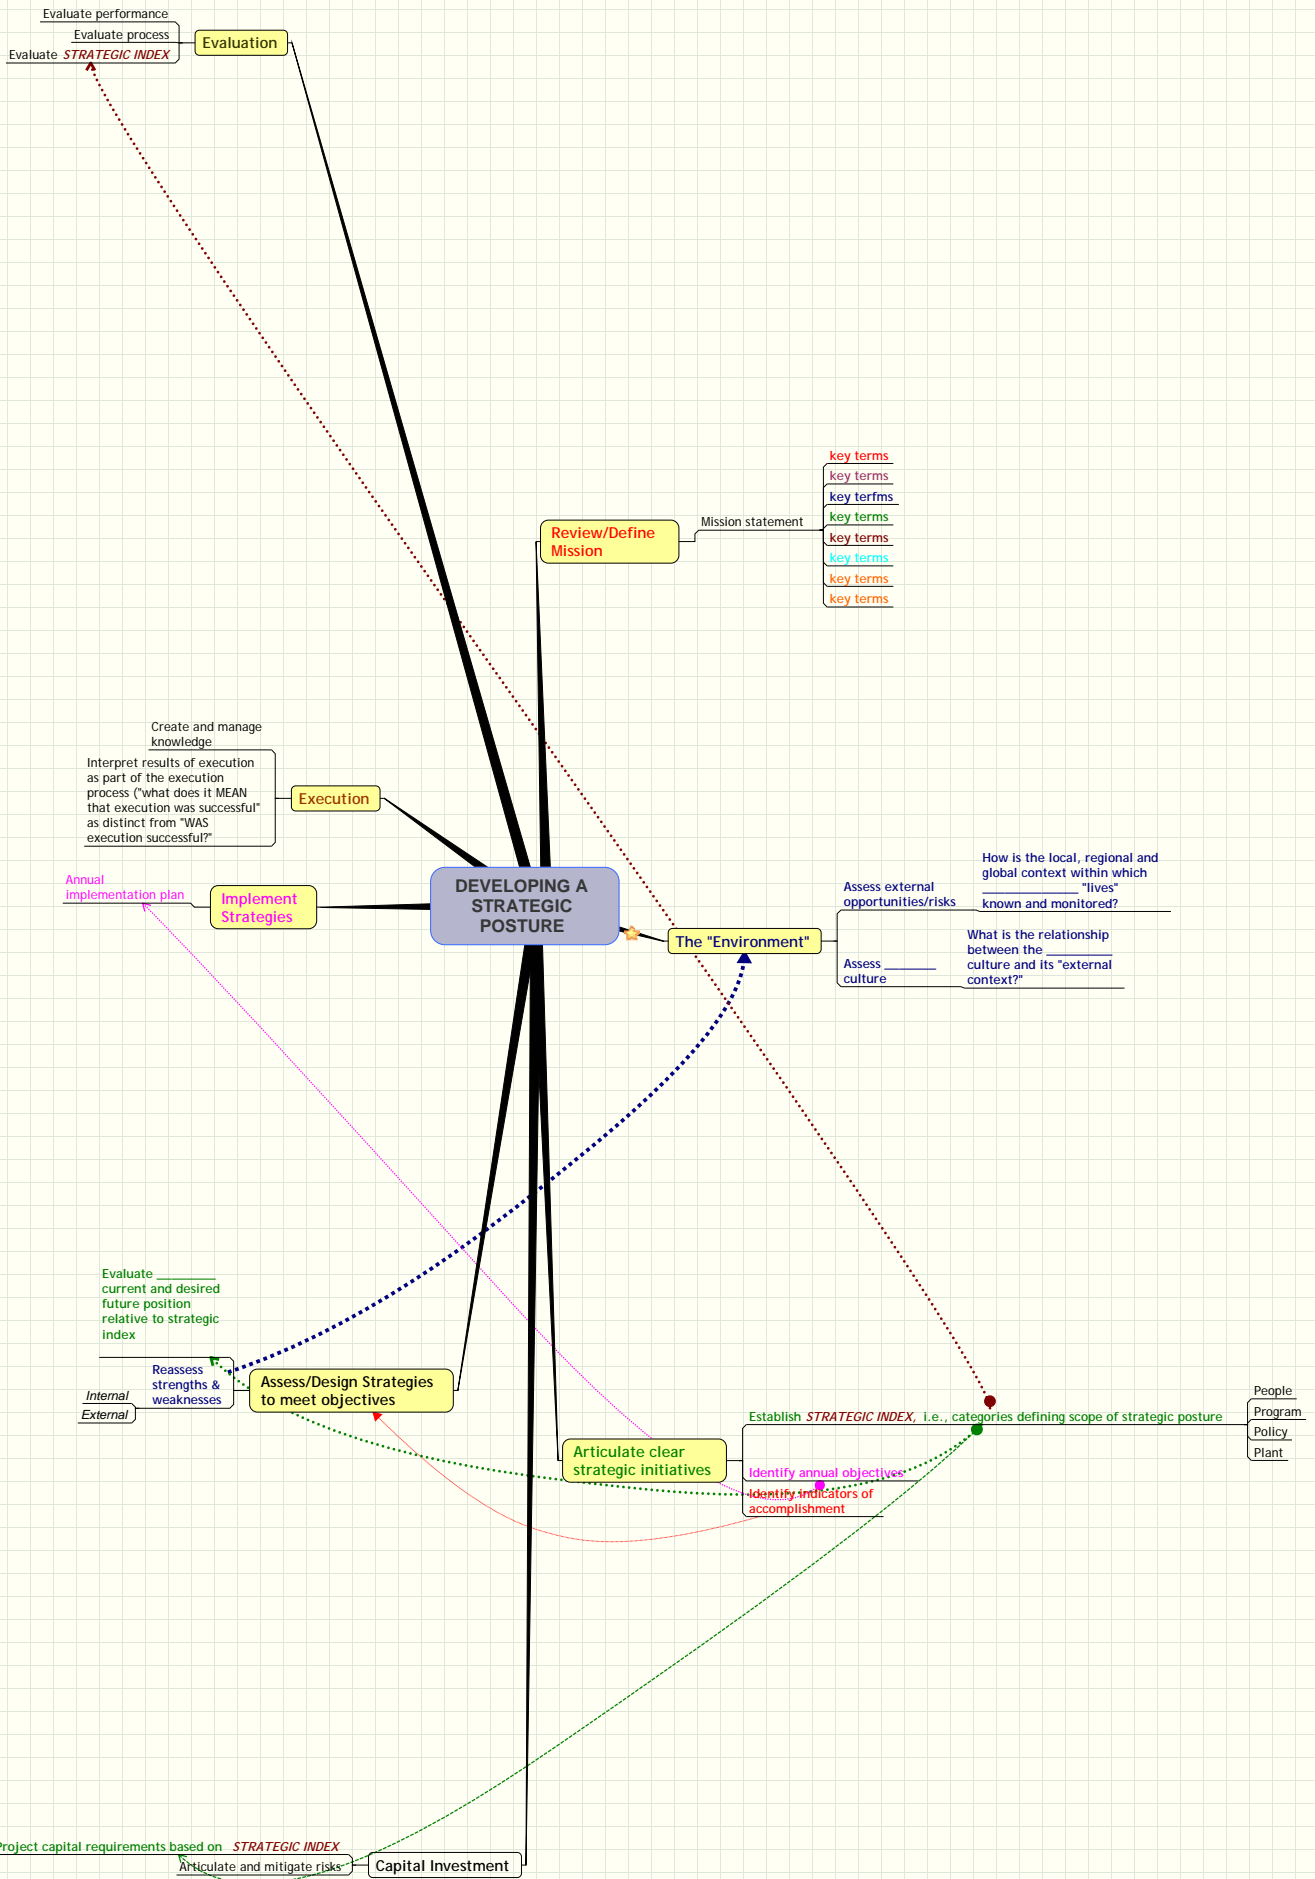 Evaluate performance
Evaluate process
Evaluate STRATEGIC INDEX
Evaluation
key terms
key terms
key terfms
key terms
key terms
key terms
key terms
key terms
Mission statement
Review/Define
Mission
Create and manage
knowledge
Interpret results of execution
as part of the execution
process ("what does it MEAN
that execution was successful"
as distinct from "WAS
execution successful?"
Execution
Annual
implementation plan
Implement
Strategies
DEVELOPING A
STRATEGIC
POSTURE
The "Environment"
Assess external
opportunities/risks
How is the local, regional and
global context within which
________________ "lives"
known and monitored?
Assess _________
culture
What is the relationship
between the ___________
culture and its "external
context?"
Evaluate __________
current and desired
future position
relative to strategic
index
Reassess
strengths &
weaknesses
Internal
External
Assess/Design Strategies
to meet objectives
Articulate clear
strategic initiatives
Establish STRATEGIC INDEX, i.e., categories defining scope of strategic posture
People
Program
Policy
Plant
Identify annual objectives
Identify indicators of
accomplishment
Project capital requirements based on STRATEGIC INDEX
Articulate and mitigate risks
Capital Investment